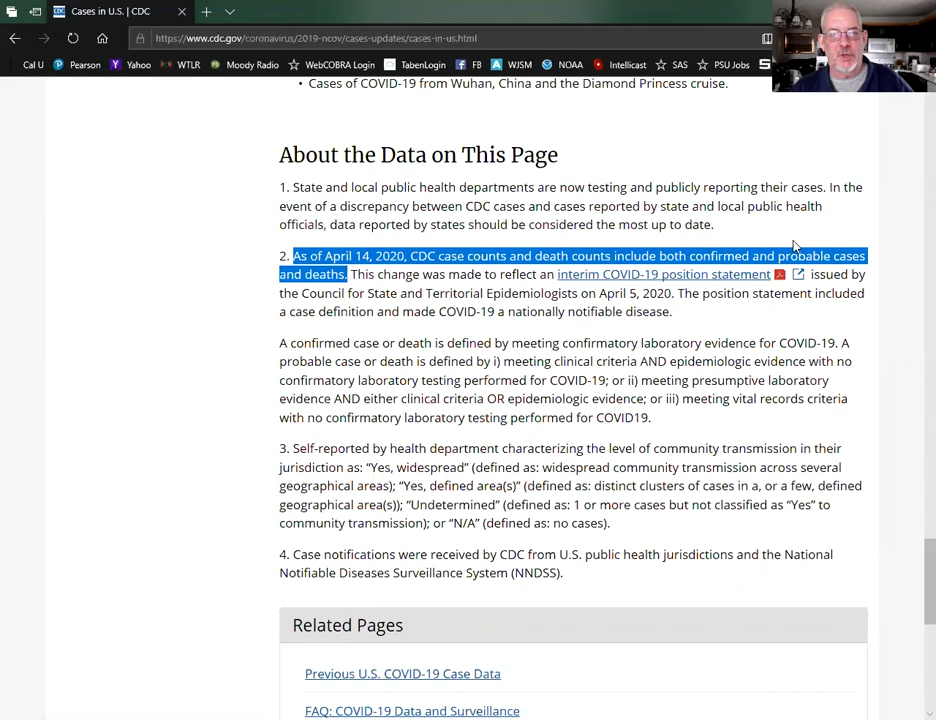 Cases in U.S. | CDC
https://www.cdc.gov/coronavirus/2019-ncov/cases-updates/cases-in-us.html
Cal U Pearson Yahoo WTLR Moody Radio WebCOBRA Login TabenLogin FB WJSM NOAA Intellicast SAS PSU Jobs
• Cases of COVID-19 from Wuhan, China and the Diamond Princess cruise.
About the Data on This Page
1. State and local public health departments are now testing and publicly reporting their cases. In the
event of a discrepancy between CDC cases and cases reported by state and local public health
officials, data reported by states should be considered the most up to date.
2. As of April 14, 2020, CDC case counts and death counts include both confirmed and probable cases
and deaths. This change was made to reflect an interim COVID-19 position statement issued by
the Council for State and Territorial Epidemiologists on April 5, 2020. The position statement included
a case definition and made COVID-19 a nationally notifiable disease.
A confirmed case or death is defined by meeting confirmatory laboratory evidence for COVID-19. A
probable case or death is defined by i) meeting clinical criteria AND epidemiologic evidence with no
confirmatory laboratory testing performed for COVID-19; or ii) meeting presumptive laboratory
evidence AND either clinical criteria OR epidemiologic evidence; or iii) meeting vital records criteria
with no confirmatory laboratory testing performed for COVID19.
3. Self-reported by health department characterizing the level of community transmission in their
jurisdiction as: “Yes, widespread” (defined as: widespread community transmission across several
geographical areas); “Yes, defined area(s)” (defined as: distinct clusters of cases in a, or a few, defined
geographical area(s)); “Undetermined” (defined as: 1 or more cases but not classified as “Yes” to
community transmission); or “N/A” (defined as: no cases).
4. Case notifications were received by CDC from U.S. public health jurisdictions and the National
Notifiable Diseases Surveillance System (NNDSS).
Related Pages
Previous U.S. COVID-19 Case Data
FAQ: COVID-19 Data and Surveillance